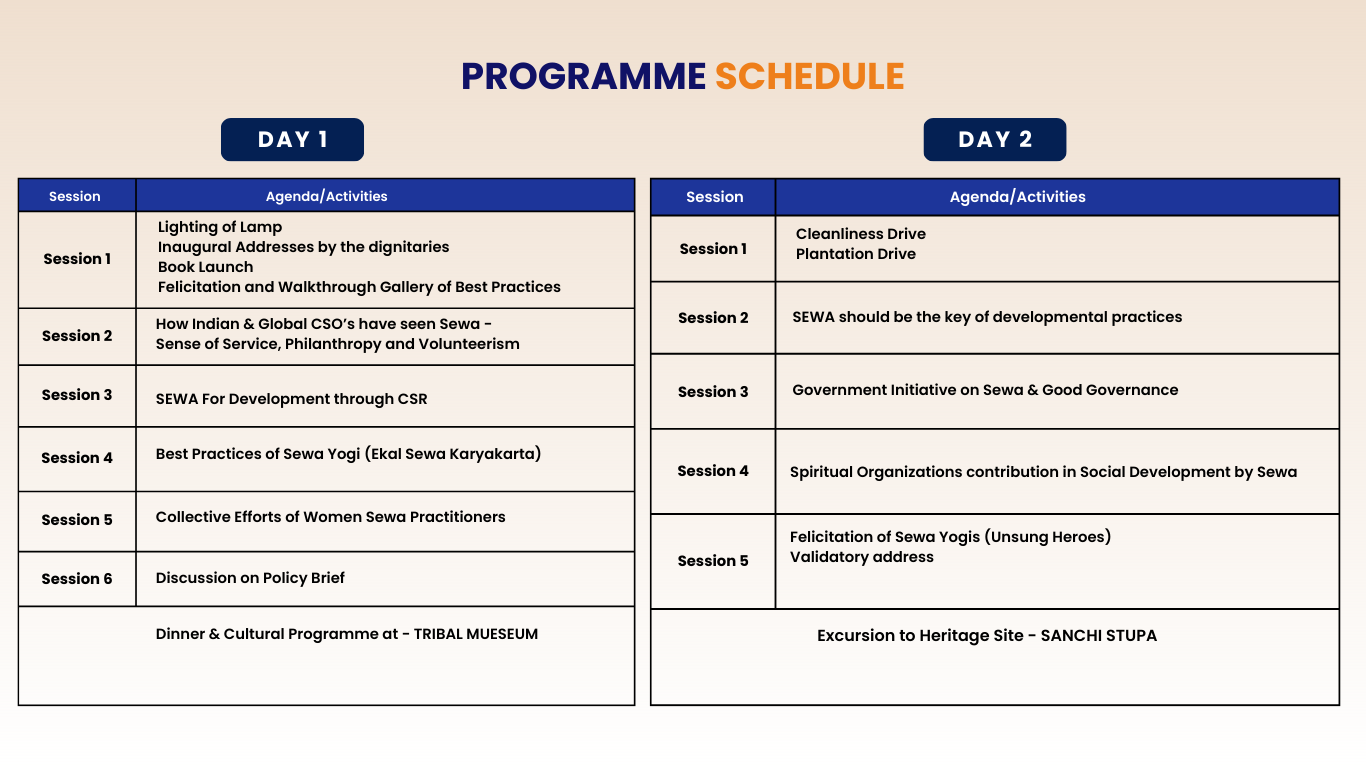 PROGRAMME SCHEDULE
DAY 1
Session Agenda/Activities
Session 1
Lighting of Lamp
Inaugural Addresses by the dignitaries
Book Launch
Felicitation and Walkthrough Gallery of Best Practices
Session 2
How Indian & Global CSO's have seen Sewa -
Sense of Service, Philanthropy and Volunteerism
Session 3
SEWA For Development through CSR
Session 4
Best Practices of Sewa Yogi (Ekal Sewa Karyakarta)
Session 5
Collective Efforts of Women Sewa Practitioners
Session 6
Discussion on Policy Brief
Dinner & Cultural Programme at - TRIBAL MUESEUM
DAY 2
Session Agenda/Activities
Session 1
Cleanliness Drive
Plantation Drive
Session 2
SEWA should be the key of developmental practices
Session 3
Government Initiative on Sewa & Good Governance
Session 4
Spiritual Organizations contribution in Social Development by Sewa
Session 5
Felicitation of Sewa Yogis (Unsung Heroes)
Validatory address
Excursion to Heritage Site - SANCHI STUPA